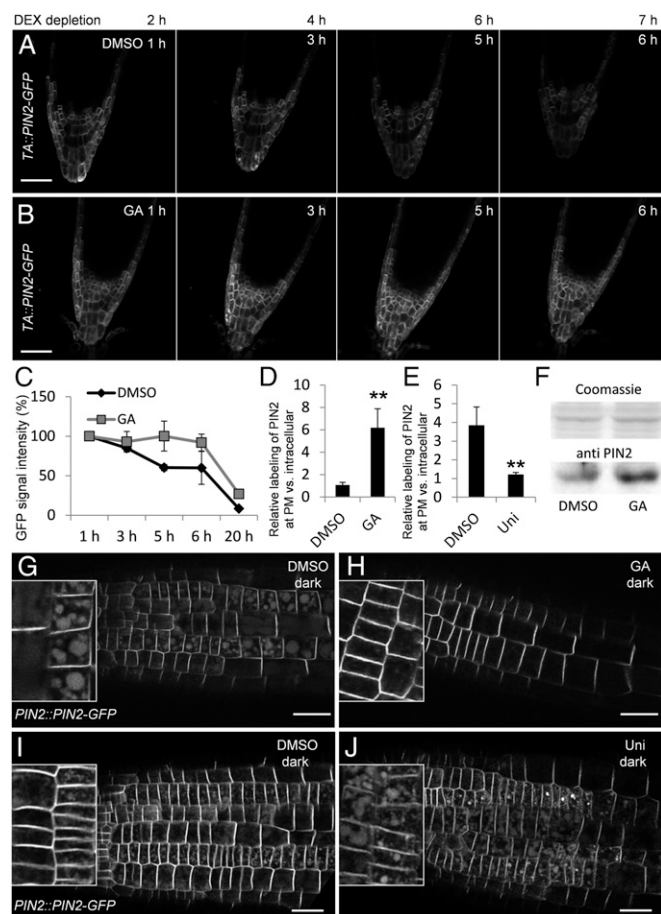 DEX depletion 2 h 4 h 6 h 7 h
A DMSO 1 h 3 h 5 h 6 h
TA::PIN2-GFP
B GA 1 h 3 h 5 h 6 h
TA::PIN2-GFP
C
GFP signal intensity (%)
150
100
50
0
DMSO
GA
1 h 3 h 5 h 6 h 20 h
D
Relative labeling of PIN2
at PM vs. intracellular
10
8
6
4
2
0
**
DMSO GA
E
Relative labeling of PIN2
at PM vs. intracellular
6
5
4
3
2
1
0
**
DMSO Uni
F
Coomassie
anti PIN2
DMSO GA
G DMSO
dark
PIN2::PIN2-GFP
H GA
dark
I DMSO
dark
PIN2::PIN2-GFP
J Uni
dark